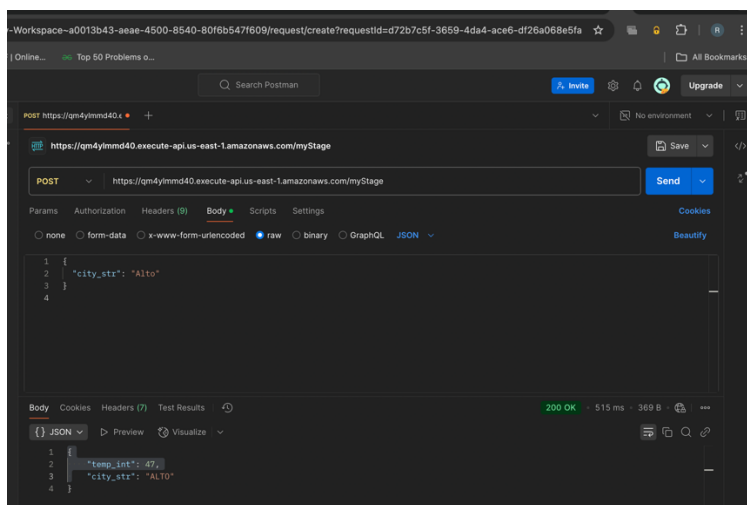 y-Workspace~a0013b43-aeae-4500-8540-80f6b547f609/request/create?requestId=d72b7c5f-3659-4da4-ace6-df26a068e5fa
R
| Online...
Top 50 Problems o...
All Bookmarks
Search Postman
Invite
Upgrade
POST https://qm4ylmmd40.e
No environment
https://qm4ylmmd40.execute-api.us-east-1.amazonaws.com/myStage
Save
POST
https://qm4ylmmd40.execute-api.us-east-1.amazonaws.com/myStage
Send
Params Authorization Headers (9) Body Scripts Settings
Cookies
none form-data x-www-form-urlencoded raw binary GraphQL JSON
Beautify
1 {
2 "city_str": "Alto"
3 }
4
Body Cookies Headers (7) Test Results
200 OK 515 ms 369 B
{} JSON Preview Visualize
1 {
2 "temp_int": 47,
3 "city_str": "ALTO"
4 }